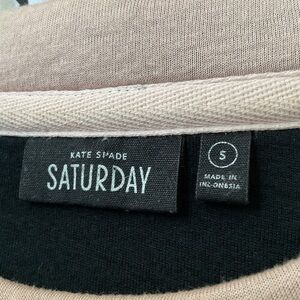 KATE SPADE
SATURDAY
S
MADE IN
INDONESIA